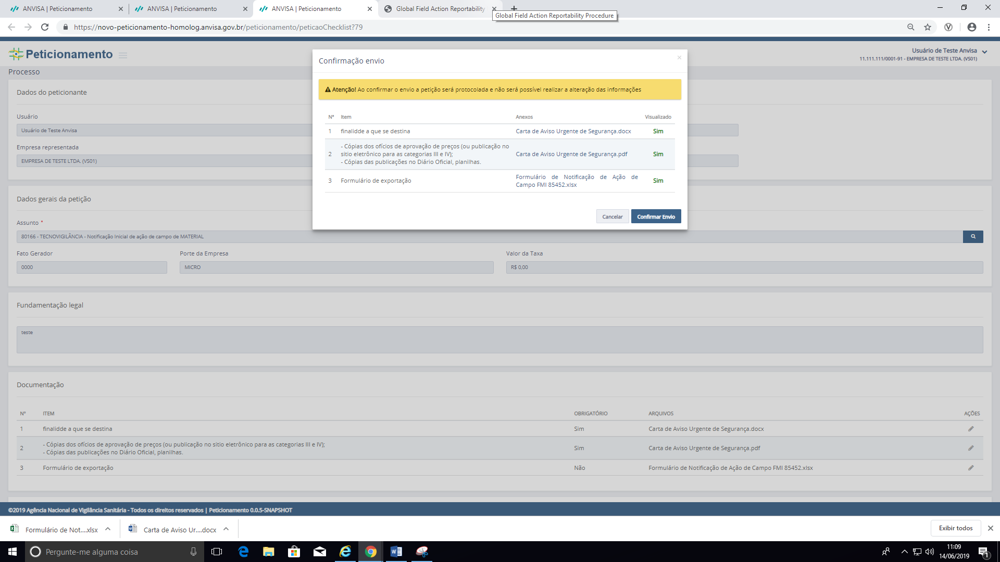 ANVISA | Peticionamento
ANVISA | Peticionamento
ANVISA | Peticionamento
Global Field Action Reportability
Global Field Action Reportability Procedure
https://novo-peticionamento-homolog.anvisa.gov.br/peticionamento/peticaoChecklist?79
Peticionamento
Usuário de Teste Anvisa
11.111.111/0001-91 - EMPRESA DE TESTE LTDA. (VS01)
Processo
Dados do peticionante
Usuário
Usuário de Teste Anvisa
Empresa representada
EMPRESA DE TESTE LTDA. (VS01)
Confirmação envio
×
Atenção! Ao confirmar o envio a petição será protocolada e não será possível realizar a alteração das informações
Nª Item Anexos Visualizado
1 finalidde a que se destina Carta de Aviso Urgente de Segurança.docx Sim
- Cópias dos ofícios de aprovação de preços (ou publicação no
2 sitio eletrônico para as categorias III e IV); Carta de Aviso Urgente de Segurança.pdf Sim
- Cópias das publicações no Diário Oficial, planilhas.
3 Formulário de exportação Formulário de Notificação de Ação de Sim
Campo FMI 85452.xlsx
Cancelar
Confirmar Envio
Dados gerais da petição
Assunto *
80166 - TECNOVIGILÂNCIA - Notificação Inicial de ação de campo de MATERIAL
Fato Gerador Porte da Empresa Valor da Taxa
0000 MICRO R$ 0,00
Fundamentação legal
teste
Documentação
Nº ITEM OBRIGATÓRIO ARQUIVOS AÇÕES
1 finalidde a que se destina Sim Carta de Aviso Urgente de Segurança.docx
- Cópias dos ofícios de aprovação de preços (ou publicação no sitio eletrônico para as categorias III e IV);
2 Sim Carta de Aviso Urgente de Segurança.pdf
- Cópias das publicações no Diário Oficial, planilhas.
3 Formulário de exportação Não Formulário de Notificação de Ação de Campo FMI 85452.xlsx
©2019 Agência Nacional de Vigilância Sanitária - Todos os direitos reservados | Peticionamento 0.0.5-SNAPSHOT
Formulário de Not....xlsx
Carta de Aviso Ur....docx
Exibir todos
Pergunte-me alguma coisa
11:09
14/06/2019
1